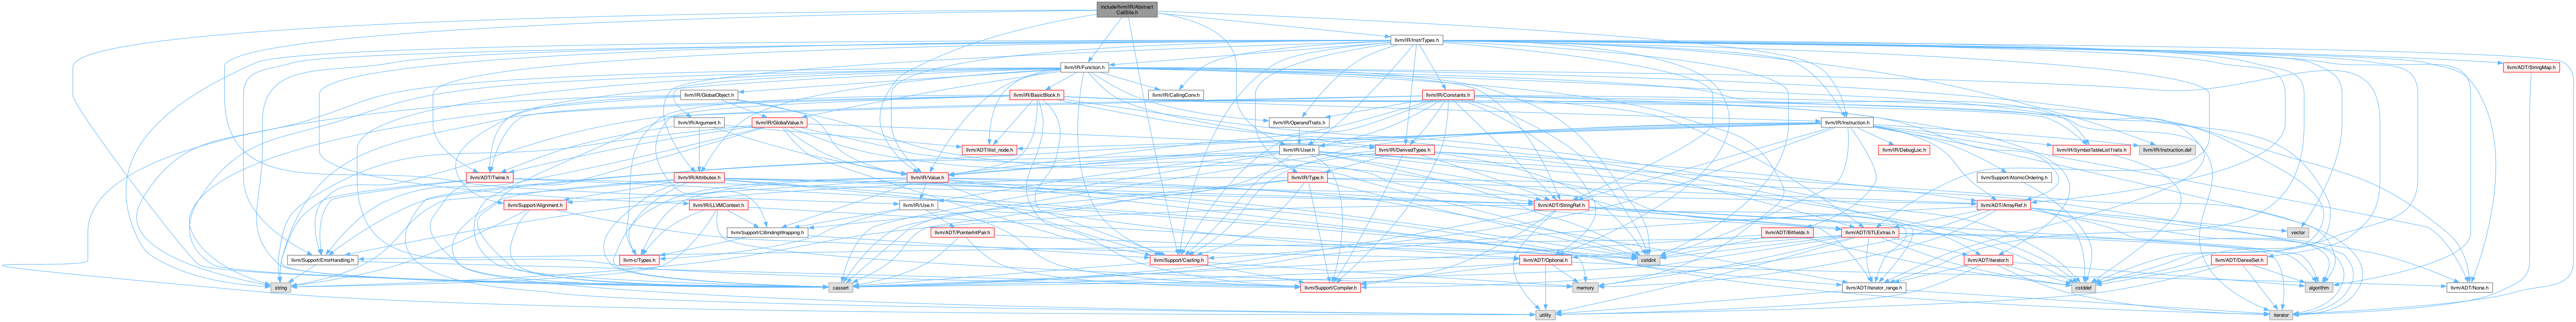 include/llvm/IR/Abstract
CallSite.h
llvm/IR/InstrTypes.h
llvm/IR/Function.h
llvm/ADT/StringMap.h
llvm/IR/GlobalObject.h
llvm/IR/BasicBlock.h
llvm/IR/CallingConv.h
llvm/IR/Constants.h
llvm/IR/Argument.h
llvm/IR/GlobalValue.h
llvm/IR/OperandTraits.h
llvm/IR/Instruction.h
llvm/ADT/ilist_node.h
llvm/IR/User.h
llvm/IR/DerivedTypes.h
llvm/IR/DebugLoc.h
llvm/IR/SymbolTableListTraits.h
llvm/IR/Instruction.def
llvm/ADT/Twine.h
llvm/IR/Attributes.h
llvm/IR/Value.h
llvm/IR/Type.h
llvm/Support/AtomicOrdering.h
llvm/Support/Alignment.h
llvm/IR/LLVMContext.h
llvm/IR/Use.h
llvm/ADT/StringRef.h
llvm/ADT/ArrayRef.h
llvm/Support/CBindingWrapping.h
llvm/ADT/PointerIntPair.h
llvm/ADT/Bitfields.h
llvm/ADT/STLExtras.h
vector
llvm/Support/ErrorHandling.h
llvm-c/Types.h
llvm/Support/Casting.h
llvm/ADT/Optional.h
cstdint
llvm/ADT/iterator.h
llvm/ADT/DenseSet.h
string
cassert
llvm/Support/Compiler.h
memory
llvm/ADT/iterator_range.h
cstddef
algorithm
llvm/ADT/None.h
utility
iterator